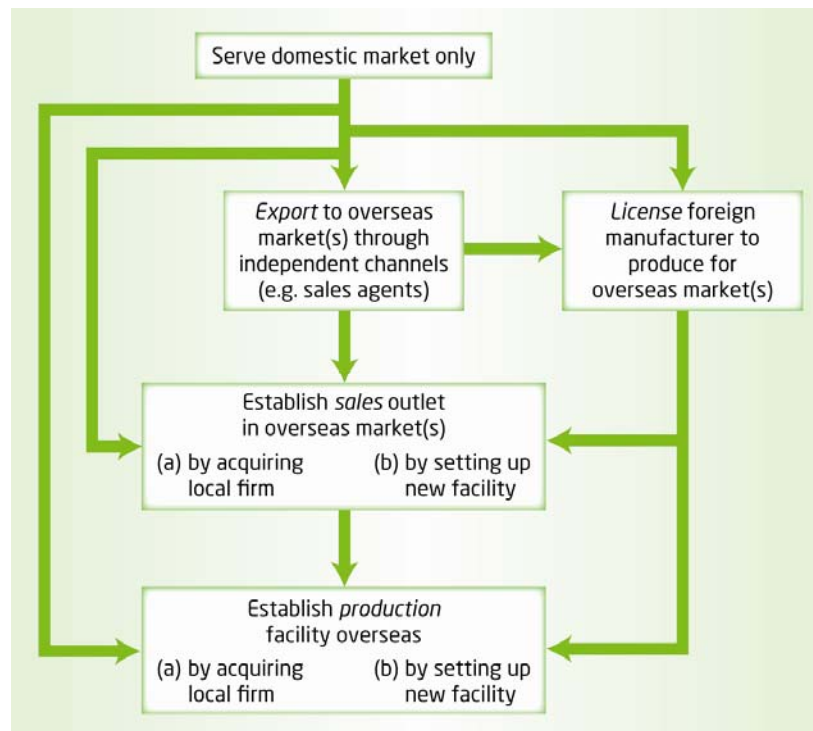 Serve domestic market only
Export to overseas
market(s) through
independent channels
(e.g. sales agents)
License foreign
manufacturer to
produce for
overseas market(s)
Establish sales outlet
in overseas market(s)
(a) by acquiring
local firm
(b) by setting up
new facility
Establish production
facility overseas
(a) by acquiring
local firm
(b) by setting up
new facility